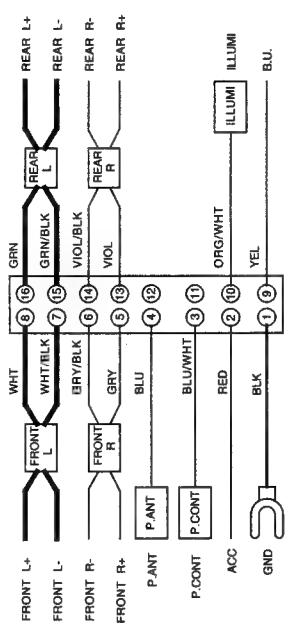 FRONT L+ WHT 8 16 GRN REAR L+
FRONT L
REAR L
FRONT L- WHT/BLK 7 15 GRN/BLK REAR L-
FRONT R- GRY/BLK 6 14 VIOL/BLK REAR R-
FRONT R
REAR R
FRONT R+ GRY 5 13 VIOL REAR R+
P.ANT P.ANT BLU 4 12
P.CONT P.CONT BLU/WHT 3 11
ACC RED 2 10 ORG/WHT ILLUMI ILLUMI
GND BLK 1 9 YEL B.U.